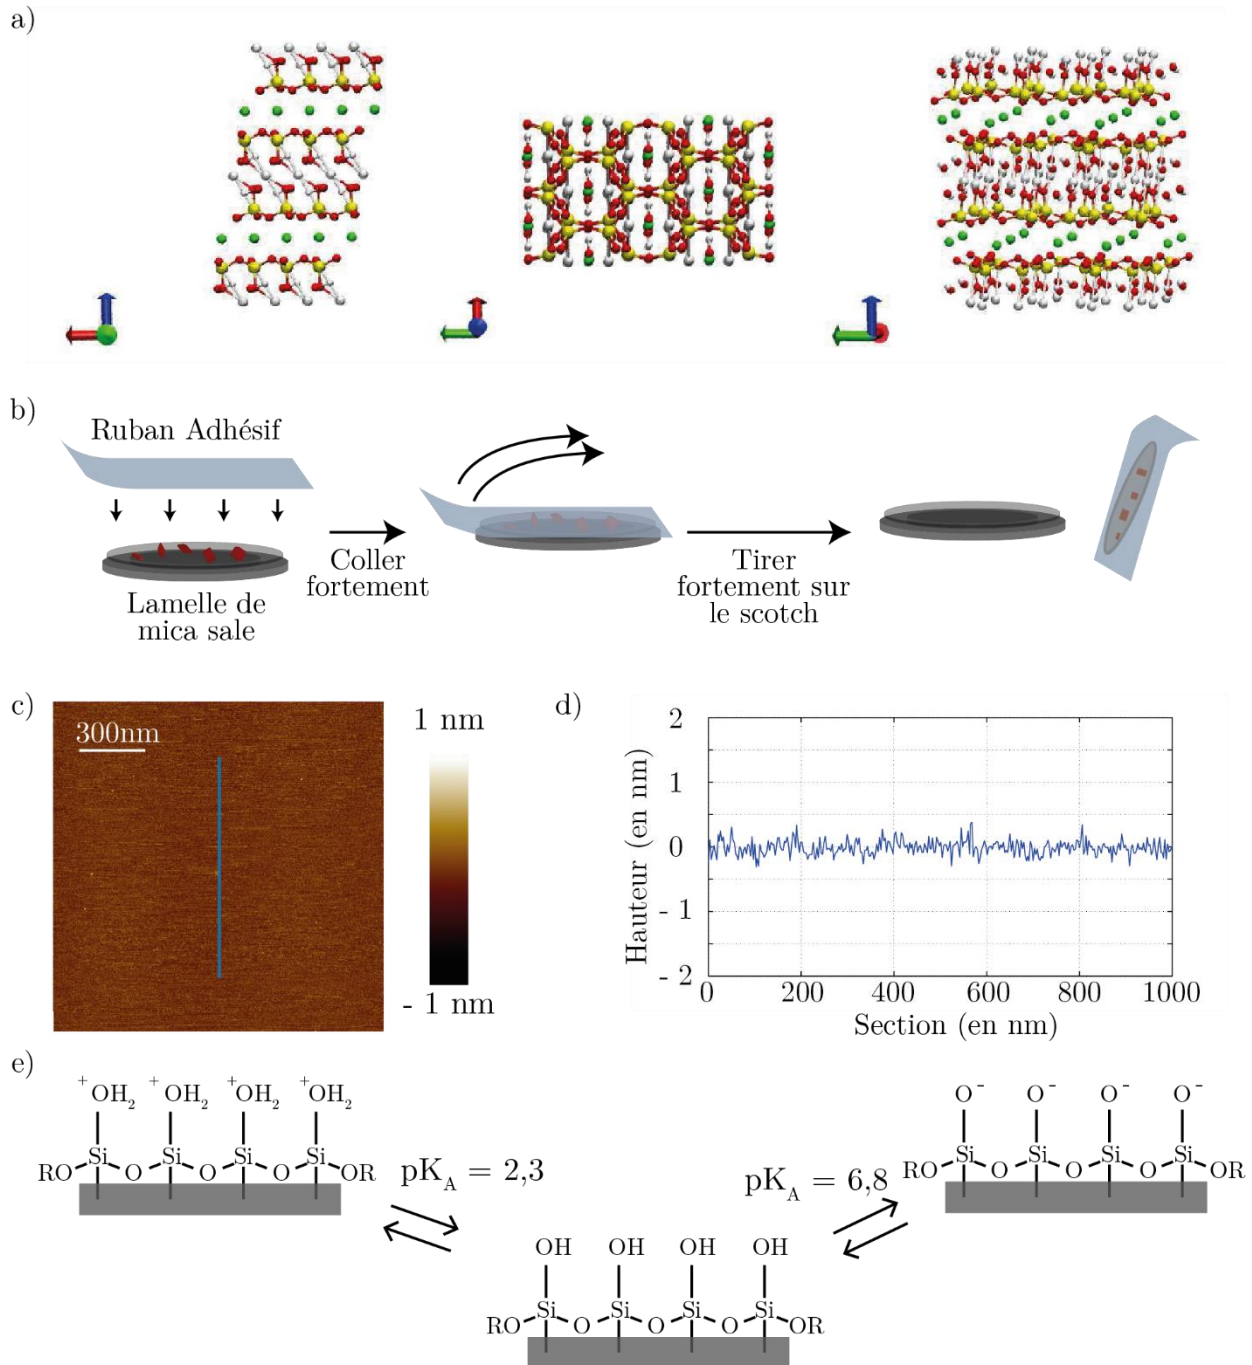 a)
b)
Ruban Adhésif
Lamelle de
mica sale
Coller
fortement
Tirer
fortement sur
le scotch
c)
300nm
1 nm
- 1 nm
d)
Hauteur (en nm)
2
1
0
- 1
- 2
0 200 400 600 800 1000
Section (en nm)
e)
⁺OH₂ ⁺OH₂ ⁺OH₂ ⁺OH₂
Si Si Si Si
RO O O O OR
pK_A = 2,3
OH OH OH OH
Si Si Si Si
RO O O O OR
pK_A = 6,8
O⁻ O⁻ O⁻ O⁻
Si Si Si Si
RO O O O OR